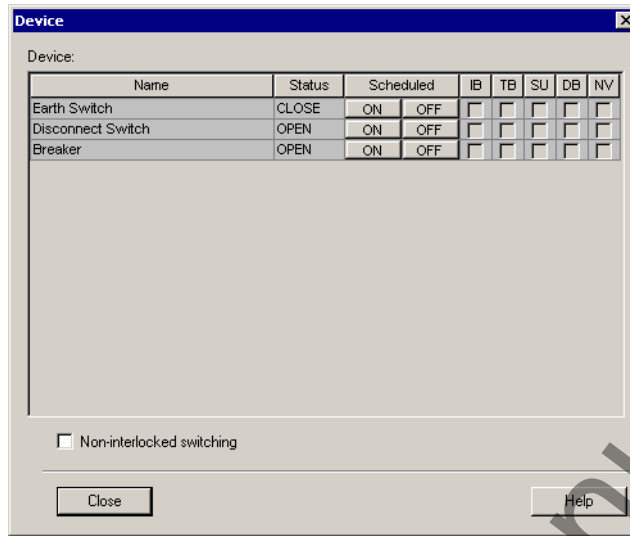 Device
Device:
Name Status Scheduled IB TB SU DB NV
Earth Switch CLOSE ON OFF
Disconnect Switch OPEN ON OFF
Breaker OPEN ON OFF
Non-interlocked switching
Close Help